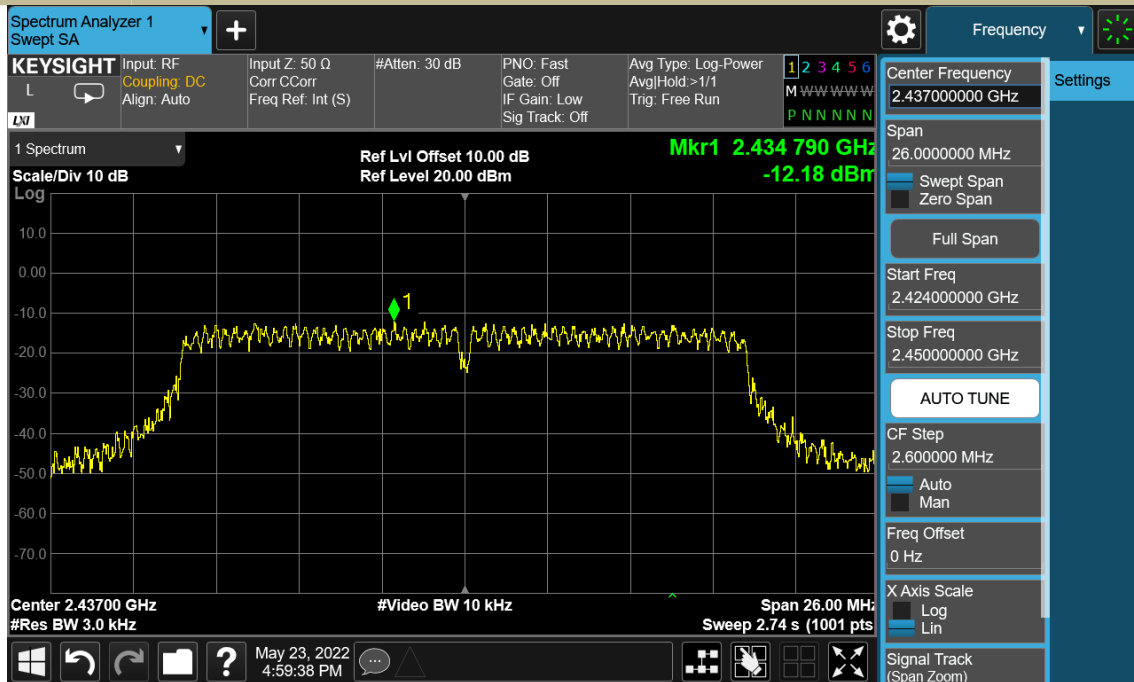 Spectrum Analyzer 1
Swept SA
+
Frequency
KEYSIGHT
L
LXI
Input: RF
Coupling: DC
Align: Auto
Input Z: 50 Ω
Corr CCorr
Freq Ref: Int (S)
#Atten: 30 dB
PNO: Fast
Gate: Off
IF Gain: Low
Sig Track: Off
Avg Type: Log-Power
Avg|Hold:>1/1
Trig: Free Run
1 2 3 4 5 6
M W W W W W W
P N N N N N
1 Spectrum
Scale/Div 10 dB
Log
Ref Lvl Offset 10.00 dB
Ref Level 20.00 dBm
Mkr1 2.434 790 GHz
-12.18 dBm
10.0
0.00
-10.0
-20.0
-30.0
-40.0
-50.0
-60.0
-70.0
1
Center 2.43700 GHz
#Res BW 3.0 kHz
#Video BW 10 kHz
Span 26.00 MHz
Sweep 2.74 s (1001 pts
Center Frequency
2.437000000 GHz
Span
26.0000000 MHz
Swept Span
Zero Span
Full Span
Start Freq
2.424000000 GHz
Stop Freq
2.450000000 GHz
AUTO TUNE
CF Step
2.600000 MHz
Auto
Man
Freq Offset
0 Hz
X Axis Scale
Log
Lin
Signal Track
(Span Zoom)
Settings
?
May 23, 2022
4:59:38 PM